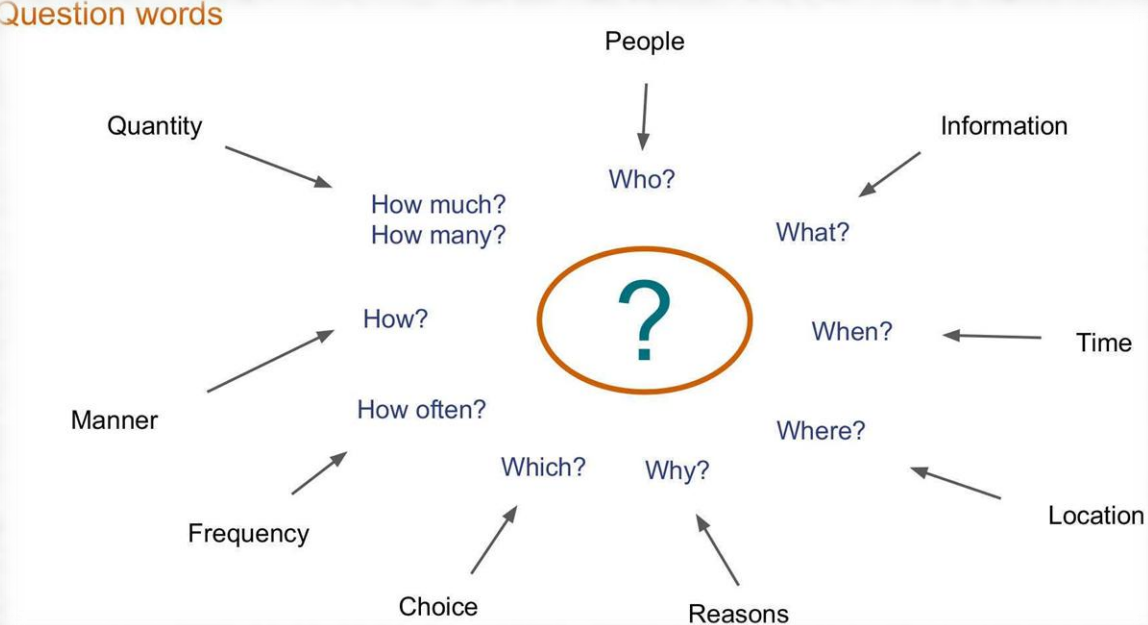 Question words
People
Quantity
Information
Who?
How much?
How many?
What?
?
How?
When?
Time
Manner
How often?
Where?
Which?
Why?
Frequency
Location
Choice
Reasons